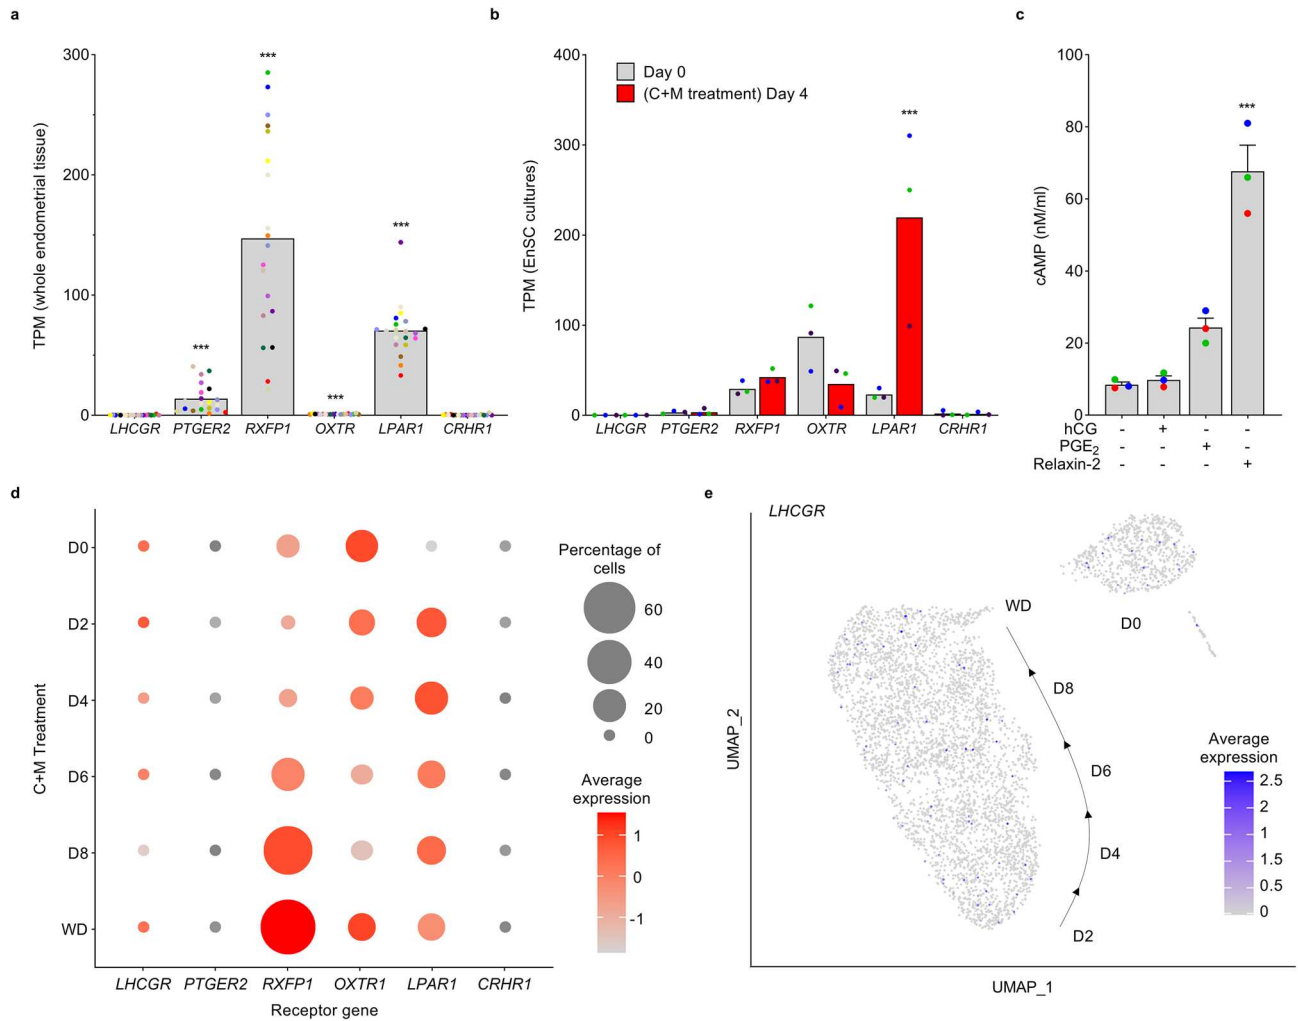 a
TPM (whole endometrial tissue)
300
200
100
0
***
***
***
***
LHCGR PTGER2 RXFP1 OXTR LPAR1 CRHR1
b
TPM (EnSC cultures)
400
300
200
100
0
Day 0
(C+M treatment) Day 4
***
LHCGR PTGER2 RXFP1 OXTR LPAR1 CRHR1
c
cAMP (nM/ml)
100
80
60
40
20
0
***
hCG - + - -
PGE2 - - + -
Relaxin-2 - - - +
d
C+M Treatment
D0
D2
D4
D6
D8
WD
LHCGR PTGER2 RXFP1 OXTR1 LPAR1 CRHR1
Receptor gene
Percentage of
cells
60
40
20
0
Average
expression
1
0
-1
e
LHCGR
UMAP_2
WD
D0
D8
D6
D4
D2
Average
expression
2.5
2
1
1.5
0.5
0
UMAP_1